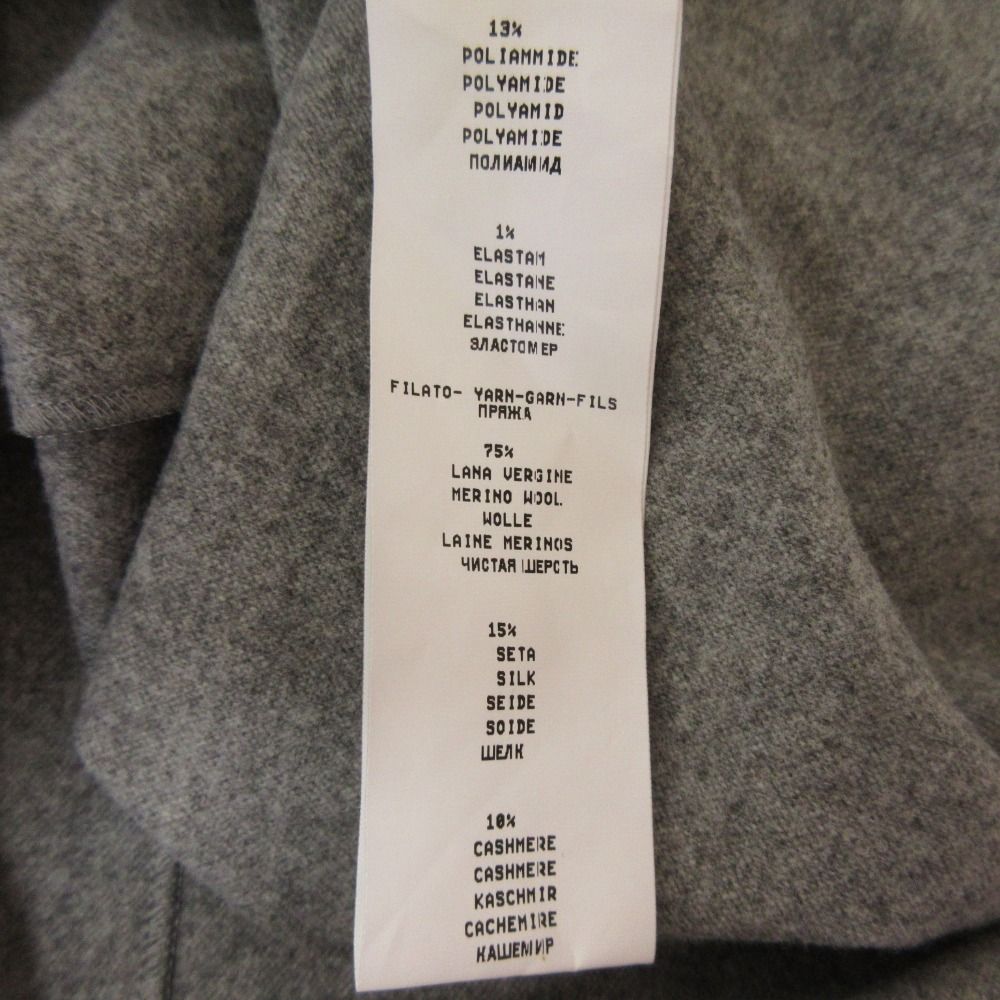 13%
POLIAMMIDE
POLYAMIDE
POLYAMID
POLYAMIDE
ПОЛИАМИД
1%
ELASTAM
ELASTANE
ELASTHAN
ELASTHANNE
ЭЛАСТОМЕР
FILATO- YARN-GARN-FILS
ПРЯЖА
75%
LANA VERGINE
MERINO WOOL
WOLLE
LAINE MERINOS
ЧИСТАЯ ШЕРСТЬ
15%
SETA
SILK
SEIDE
SOIDE
ШЕЛК
10%
CASHMERE
CASHMERE
KASCHMIR
CACHEMIRE
КАШЕМИР